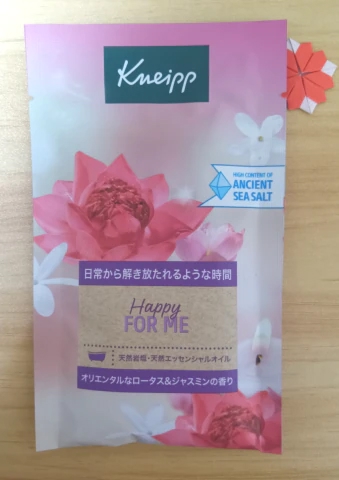 Kneipp
HIGH CONTENT OF
ANCIENT
SEA SALT
日常から解き放たれるような時間
Happy
FOR ME
天然岩塩・天然エッセンシャルオイル
オリエンタルなロータス&ジャスミンの香り